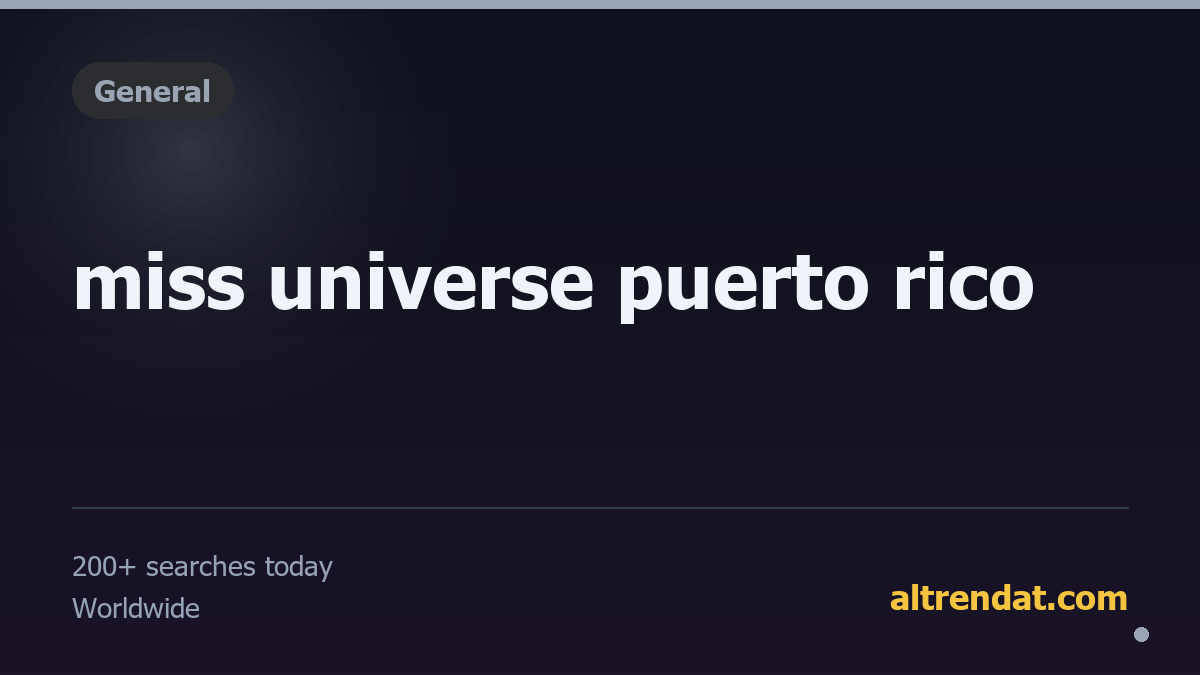 General
miss universe puerto rico
200+ searches today
Worldwide
altrendat.com